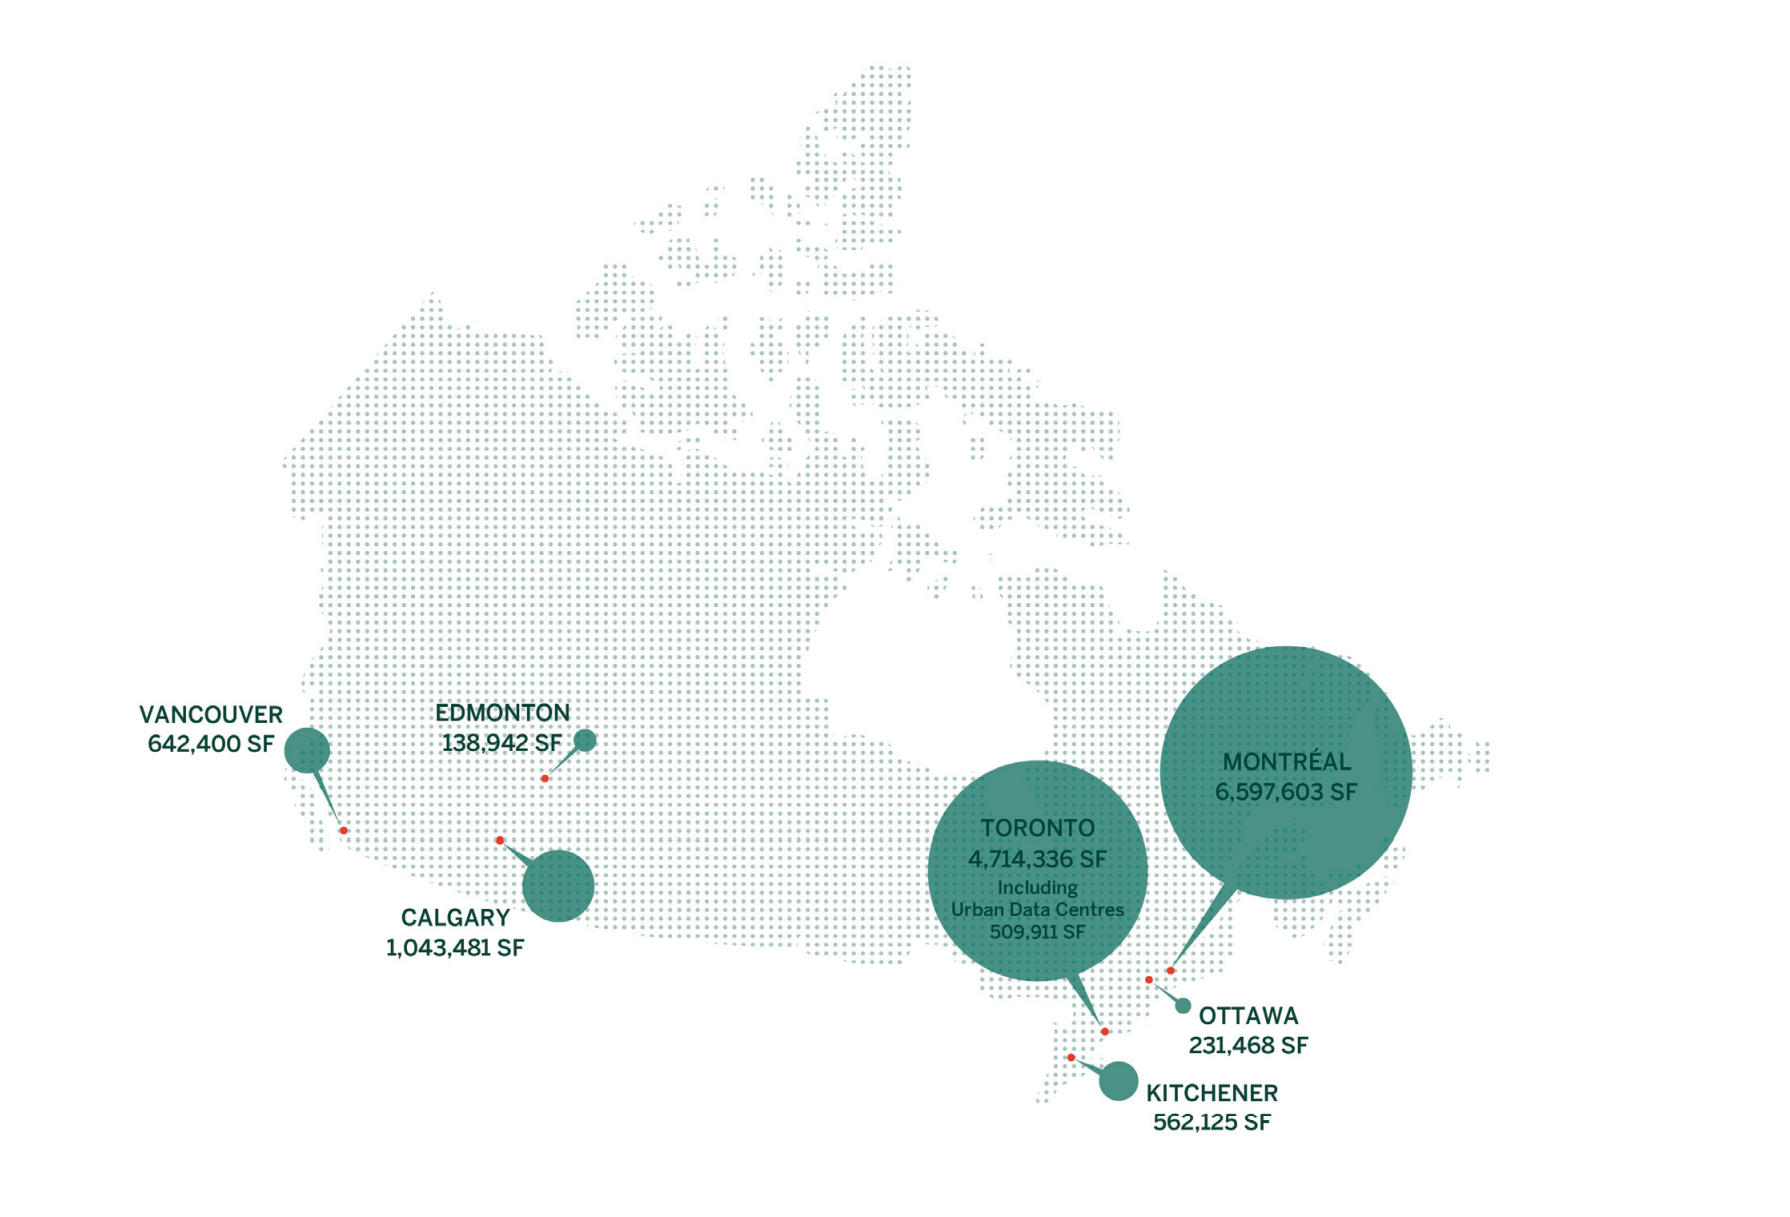 VANCOUVER
642,400 SF
EDMONTON
138,942 SF
CALGARY
1,043,481 SF
TORONTO
4,714,336 SF
Including
Urban Data Centres
509,911 SF
MONTRÉAL
6,597,603 SF
OTTAWA
231,468 SF
KITCHENER
562,125 SF